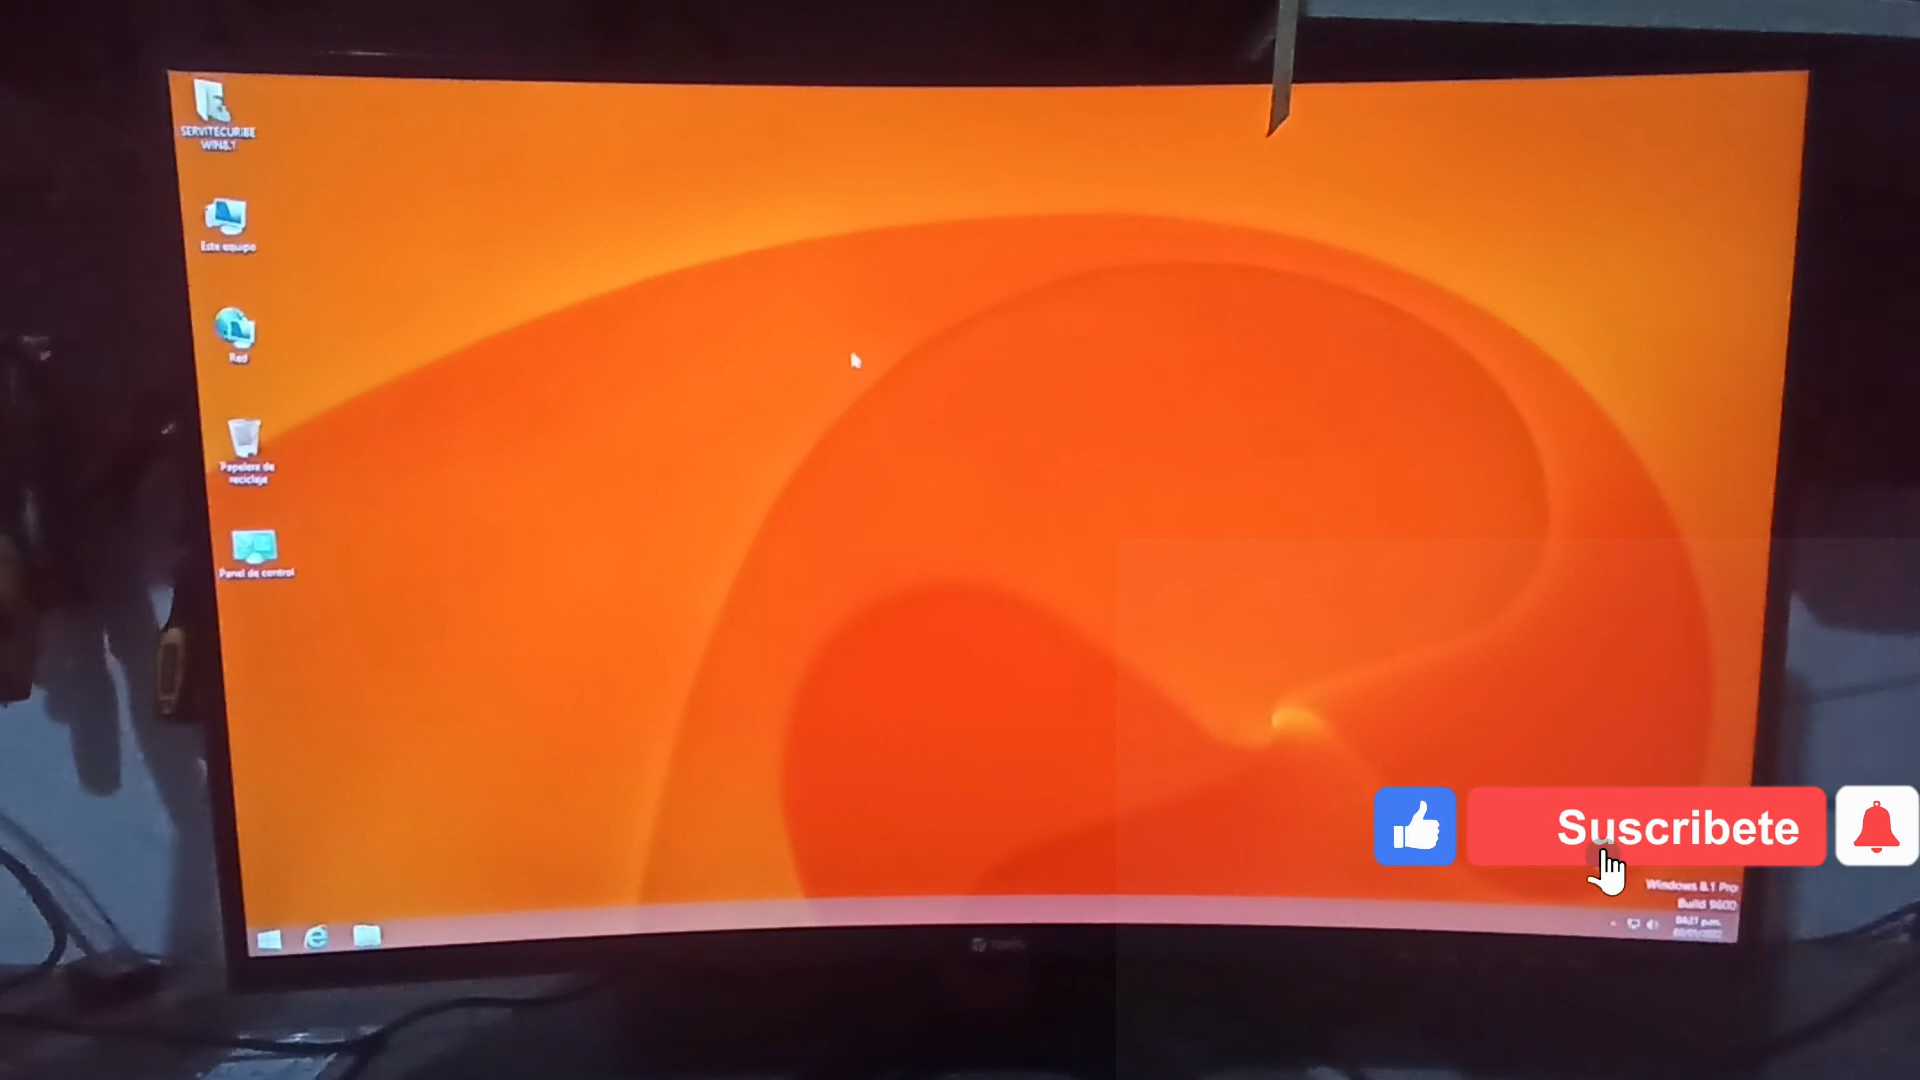 SERVITECURIBE
WIN8.1
Este equipo
Red
Papelera de
reciclaje
Panel de control
Suscribete
Windows 8.1 Pro
Build 9600